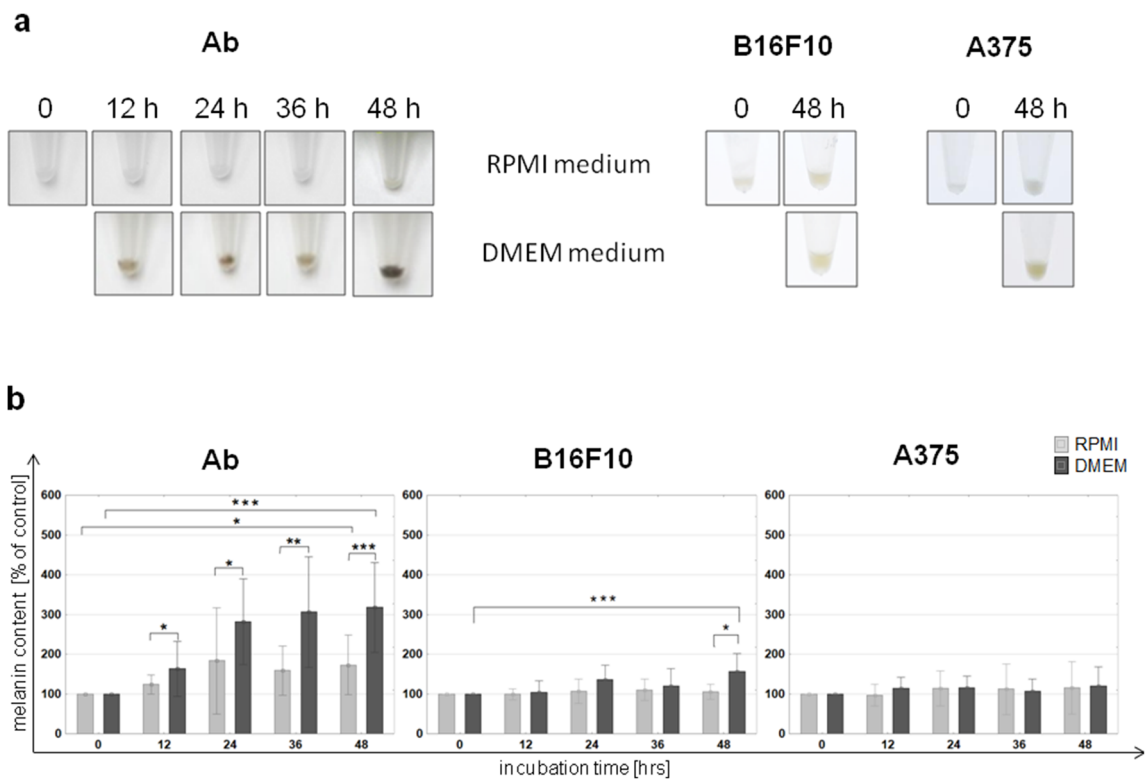 a
Ab B16F10 A375
0 12 h 24 h 36 h 48 h 0 48 h 0 48 h
RPMI medium
DMEM medium
b
Ab B16F10 A375
RPMI
DMEM
melanin content [% of control]
600 600 600
500 500 500
400 400 400
300 300 300
200 200 200
100 100 100
0 0 0
***
*
* * ** ***
***
*
0 12 24 36 48 0 12 24 36 48 0 12 24 36 48
incubation time [hrs]